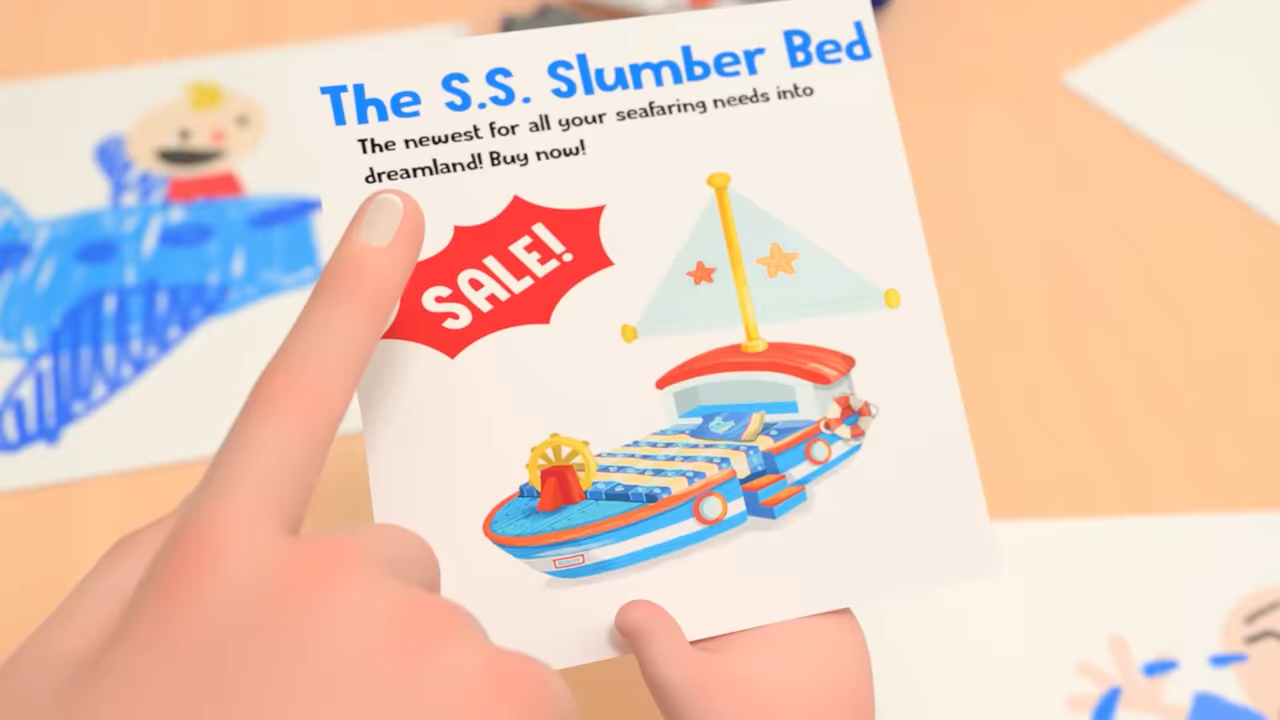 The S.S. Slumber Bed
The newest for all your seafaring needs into
dreamland! Buy now!
SALE!